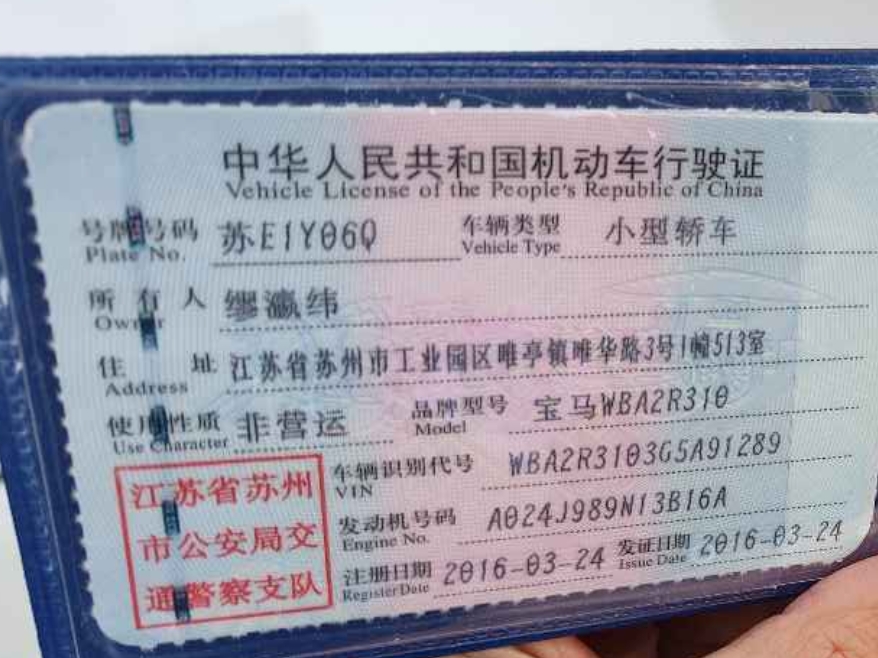 中华人民共和国机动车行驶证
Vehicle License of the People's Republic of China
号牌号码 苏E1Y06Q 车辆类型 小型轿车
Plate No. Vehicle Type
所有人 缪瀛纬
Owner
住址 江苏省苏州市工业园区唯亭镇唯华路3号1幢513室
Address
使用性质 非营运 品牌型号 宝马WBA2R310
Use Character Model
车辆识别代号 WBA2R3103G5A91289
VIN
发动机号码 A024J989N13B16A
Engine No.
注册日期 2016-03-24 发证日期 2016-03-24
Register Date Issue Date
江苏省苏州
市公安局交
通警察支队